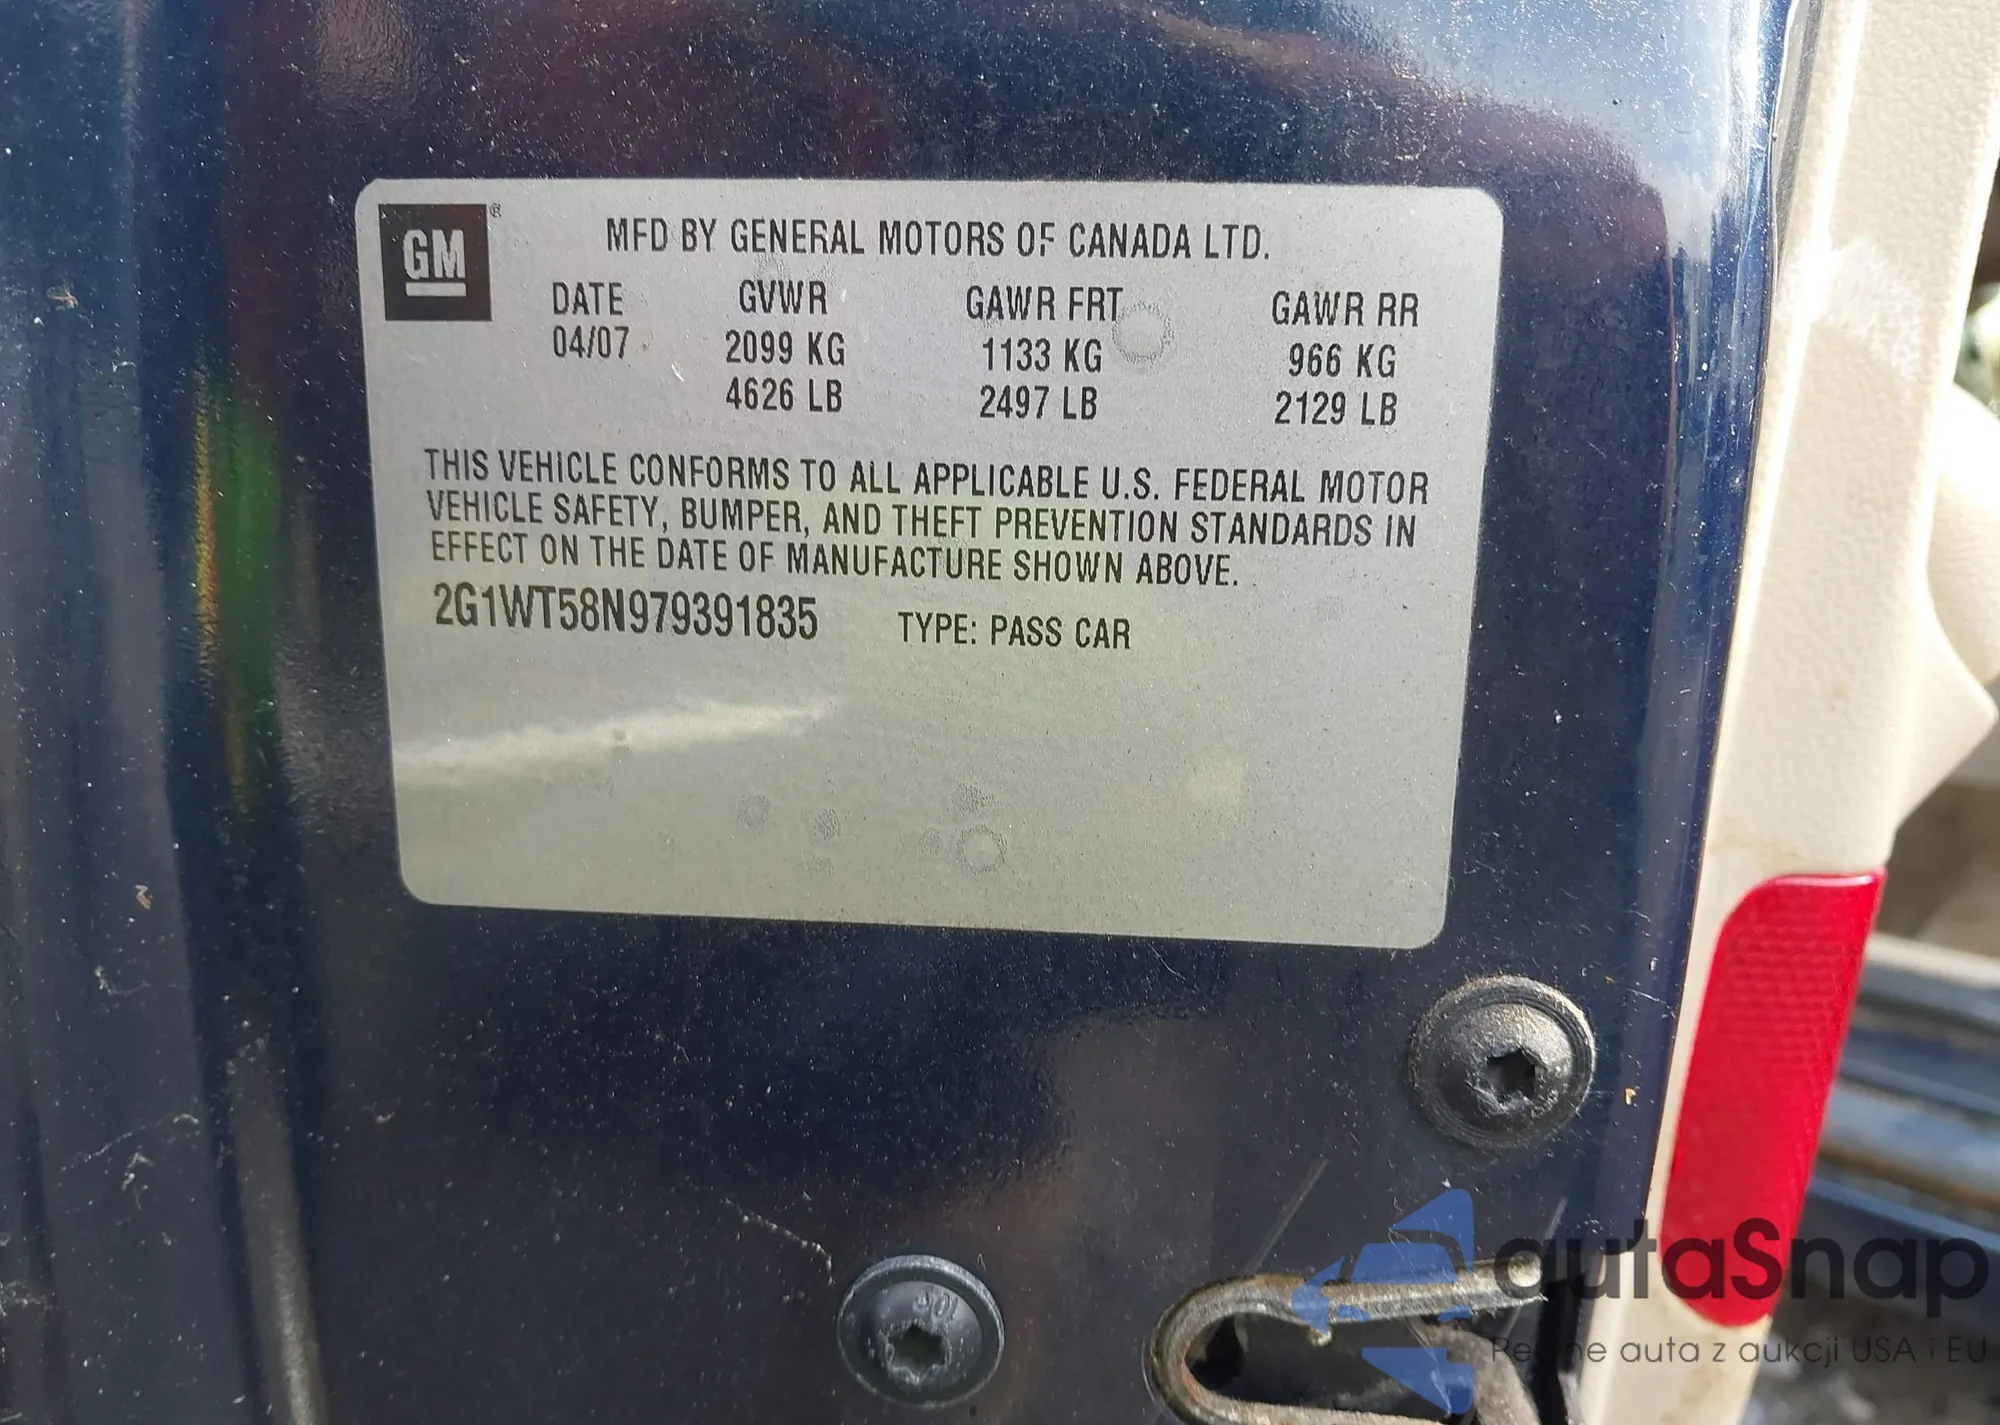 GM ®
MFD BY GENERAL MOTORS OF CANADA LTD.
DATE GVWR GAWR FRT GAWR RR
04/07 2099 KG 1133 KG 966 KG
4626 LB 2497 LB 2129 LB
THIS VEHICLE CONFORMS TO ALL APPLICABLE U.S. FEDERAL MOTOR
VEHICLE SAFETY, BUMPER, AND THEFT PREVENTION STANDARDS IN
EFFECT ON THE DATE OF MANUFACTURE SHOWN ABOVE.
2G1WT58N979391835 TYPE: PASS CAR
autaSnap
Pewne auta z aukcji USA i EU